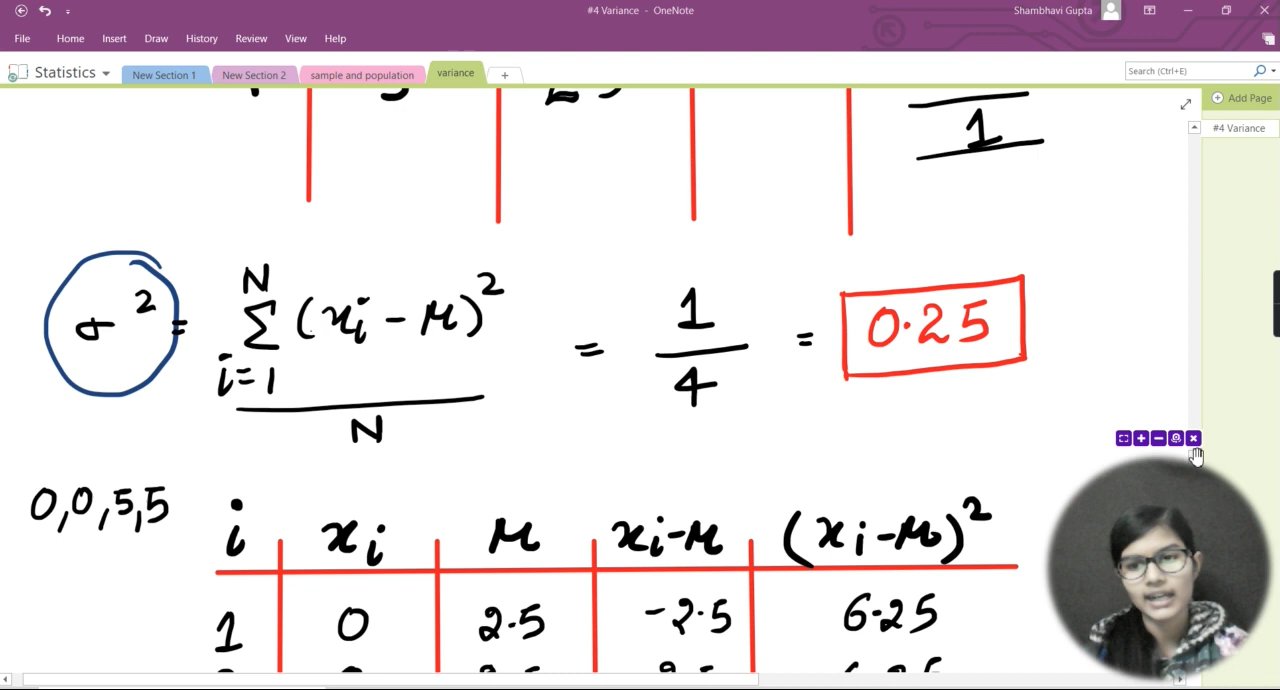 #4 Variance - OneNote
Shambhavi Gupta
File Home Insert Draw History Review View Help
Statistics New Section 1 New Section 2 sample and population variance +
Search (Ctrl+E)
Add Page
#4 Variance
1
σ² = N Σ i=1 (xi - μ)² / N = 1/4 = 0.25
0,0,5,5
i xi μ xi-μ (xi-μ)²
1 0 2.5 -2.5 6.25